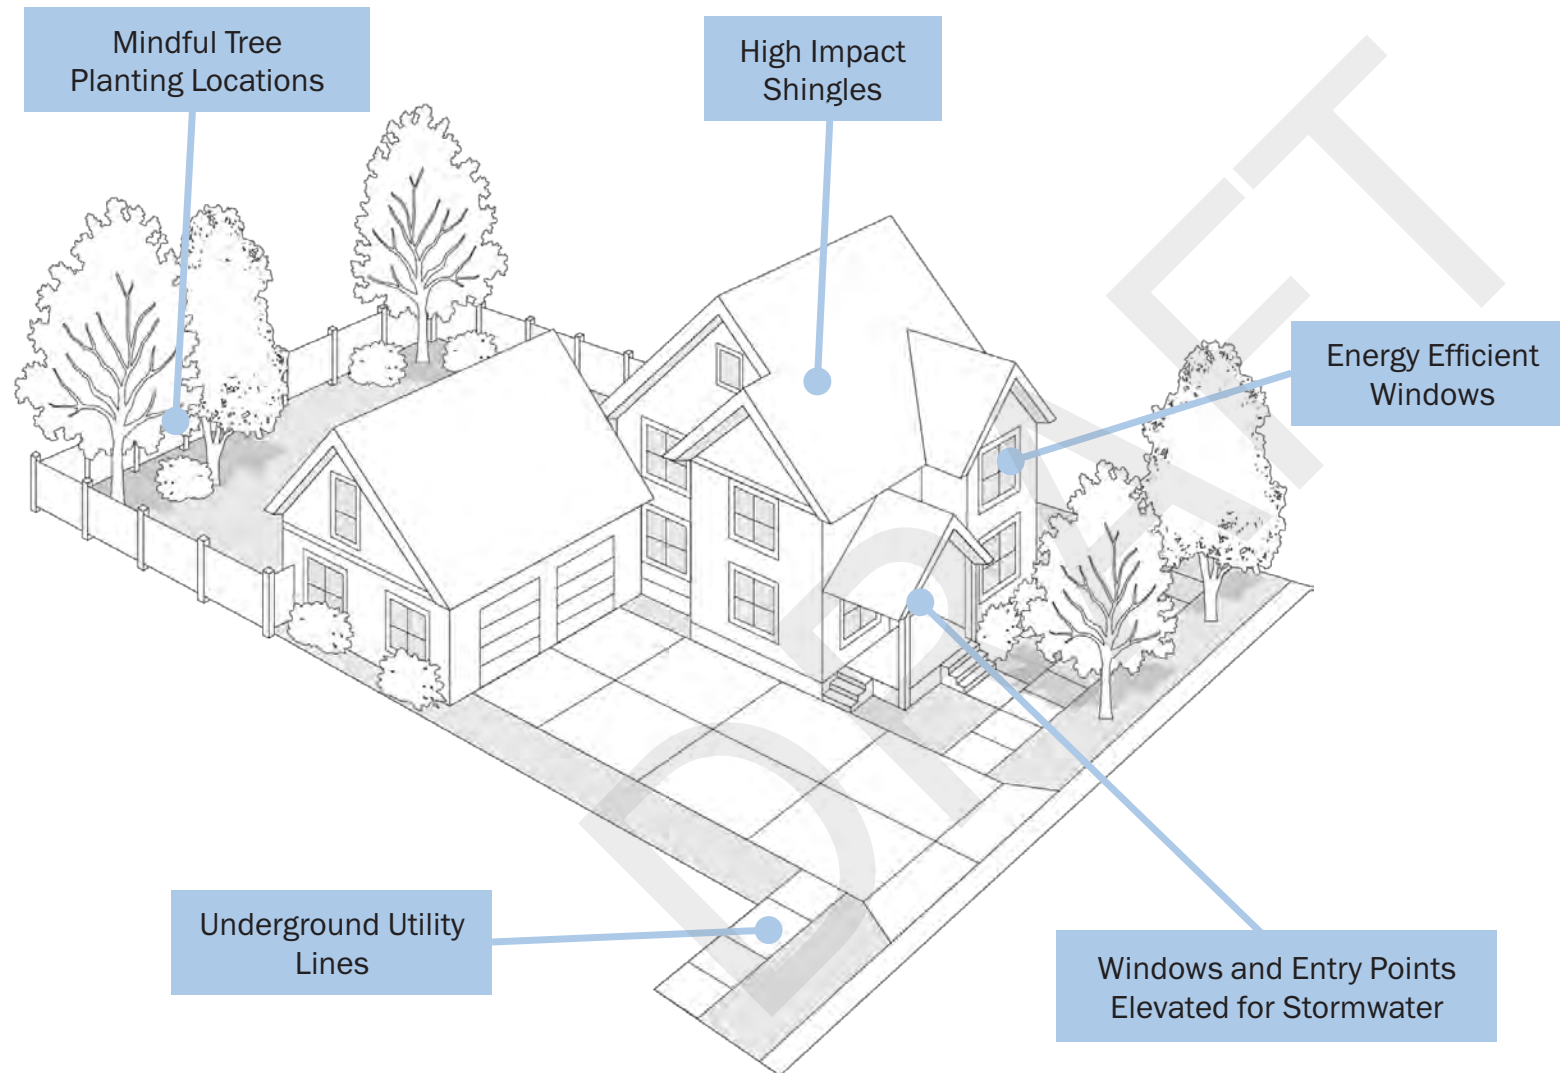 Mindful Tree
Planting Locations
High Impact
Shingles
Energy Efficient
Windows
DRAFT
Underground Utility
Lines
Windows and Entry Points
Elevated for Stormwater